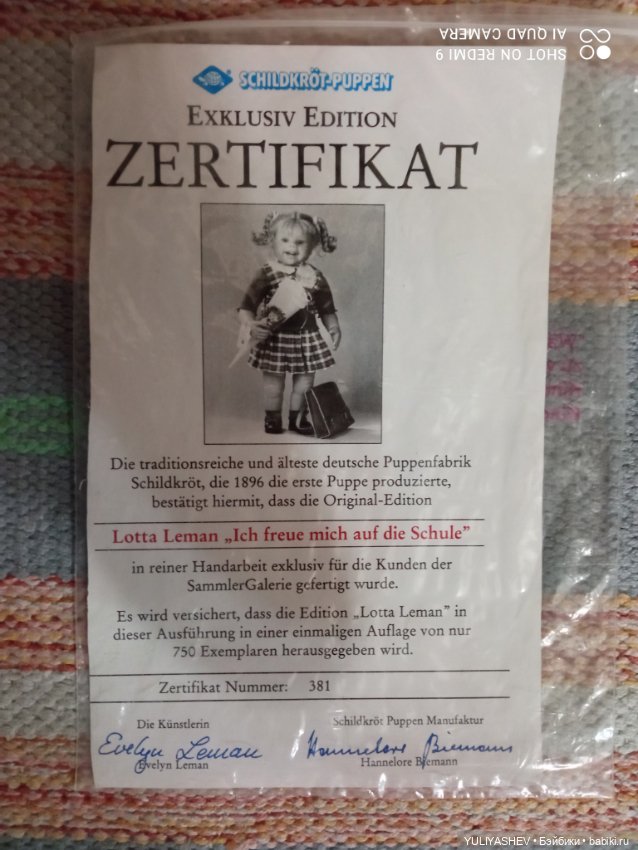 SHOT ON REDMI 9
AI QUAD CAMERA
SCHILDKRÖT-PUPPEN
EXKLUSIV EDITION
ZERTIFIKAT
Die traditionsreiche und älteste deutsche Puppenfabrik
Schildkröt, die 1896 die erste Puppe produzierte,
bestätigt hiermit, dass die Original-Edition
Lotta Leman „Ich freue mich auf die Schule”
in reiner Handarbeit exklusiv für die Kunden der
SammlerGalerie gefertigt wurde.
Es wird versichert, dass die Edition „Lotta Leman” in
dieser Ausführung in einer einmaligen Auflage von nur
750 Exemplaren herausgegeben wird.
Zertifikat Nummer: 381
Die Künstlerin
Schildkröt Puppen Manufaktur
Evelyn Leman
Hannelore Biemann
Evelyn Leman
Hannelore Biemann
YULIYASHEV • Бэйбики • babiki.ru